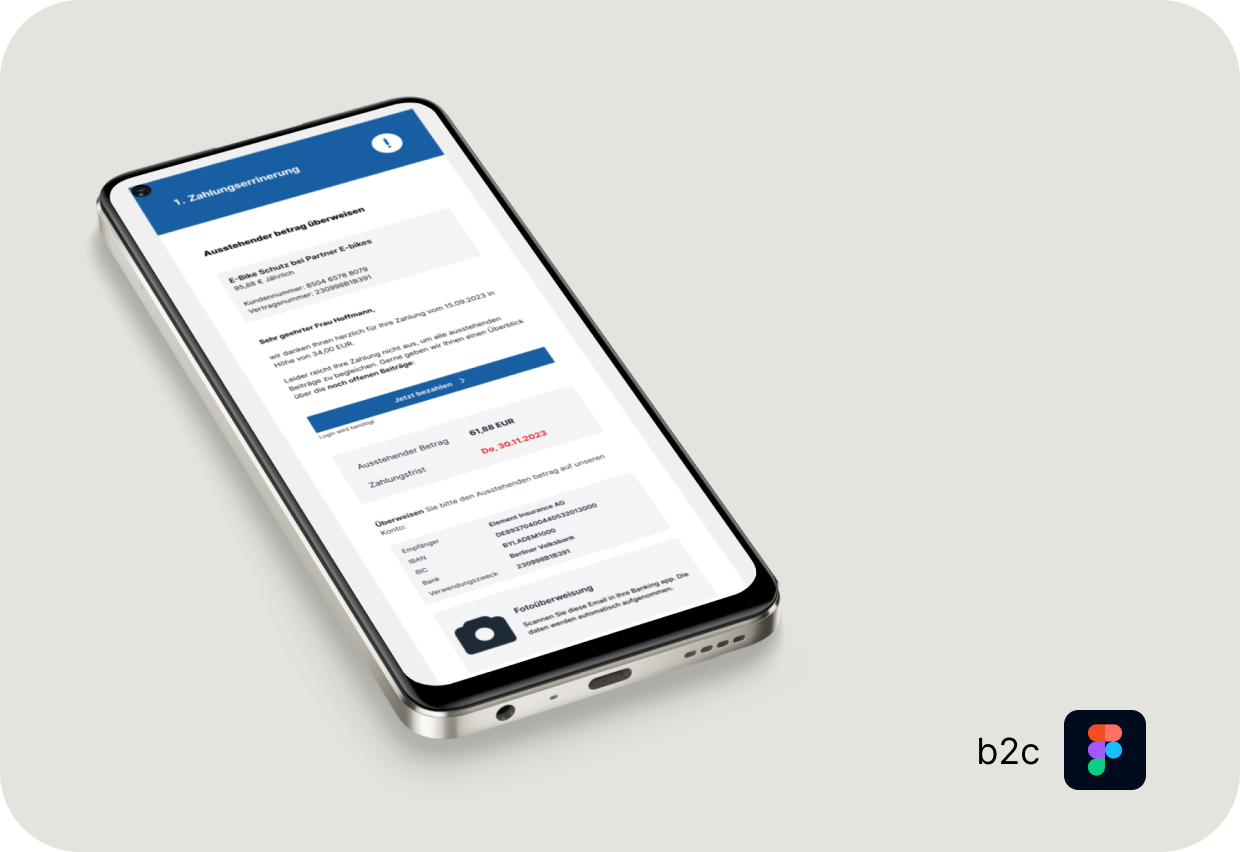 1. Zahlungserrinerung
Ausstehender betrag überweisen
E-Bike Schutz bei Partner E-bikes
95,88 € Jährlich
Kundennummer: 8504 6578 8079
Vertragsnummer: 230998B1B391
Sehr geehrter Frau Hoffmann,
wir danken Ihnen herzlich für Ihre Zahlung vom 15.09.2023 in
Höhe von 34,00 EUR.
Leider reicht Ihre Zahlung nicht aus, um alle ausstehenden
Beiträge zu begleichen. Gerne geben wir Ihnen einen Überblick
über die noch offenen Beiträge:
Jetzt bezahlen
Login wird benötigt
Ausstehender Betrag 61,88 EUR
Zahlungsfrist Do, 30.11.2023
Überweisen Sie bitte den Ausstehenden betrag auf unseren
Konto:
Empfänger Element Insurance AG
IBAN DE89370400440532013000
BIC BYLADEM1000
Bank Berliner Volksbank
Verwendungszweck 230998B1B391
Fotoüberweisung
Scannen Sie diese Email in Ihre Banking app. Die
daten werden automatisch aufgenommen.
b2c